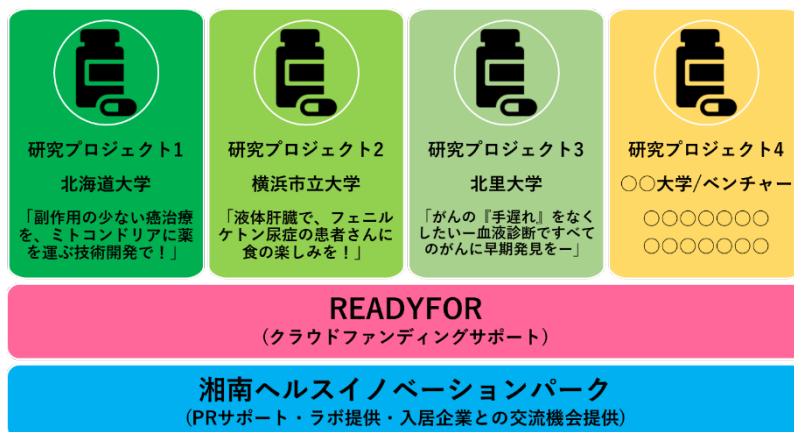 研究プロジェクト1
北海道大学
「副作用の少ない癌治療
を、ミトコンドリアに薬
を運ぶ技術開発で！」
研究プロジェクト2
横浜市立大学
「液体肝臓で、フェニル
ケトン尿症の患者さんに
食の楽しみを！」
研究プロジェクト3
北里大学
「がんの『手遅れ』をなく
したいー血液診断ですべて
のがんに早期発見をー」
研究プロジェクト4
○○大学/ベンチャー
○○○○○○○
○○○○○○○
READYFOR
(クラウドファンディングサポート)
湘南ヘルスイノベーションパーク
(PRサポート・ラボ提供・入居企業との交流機会提供)